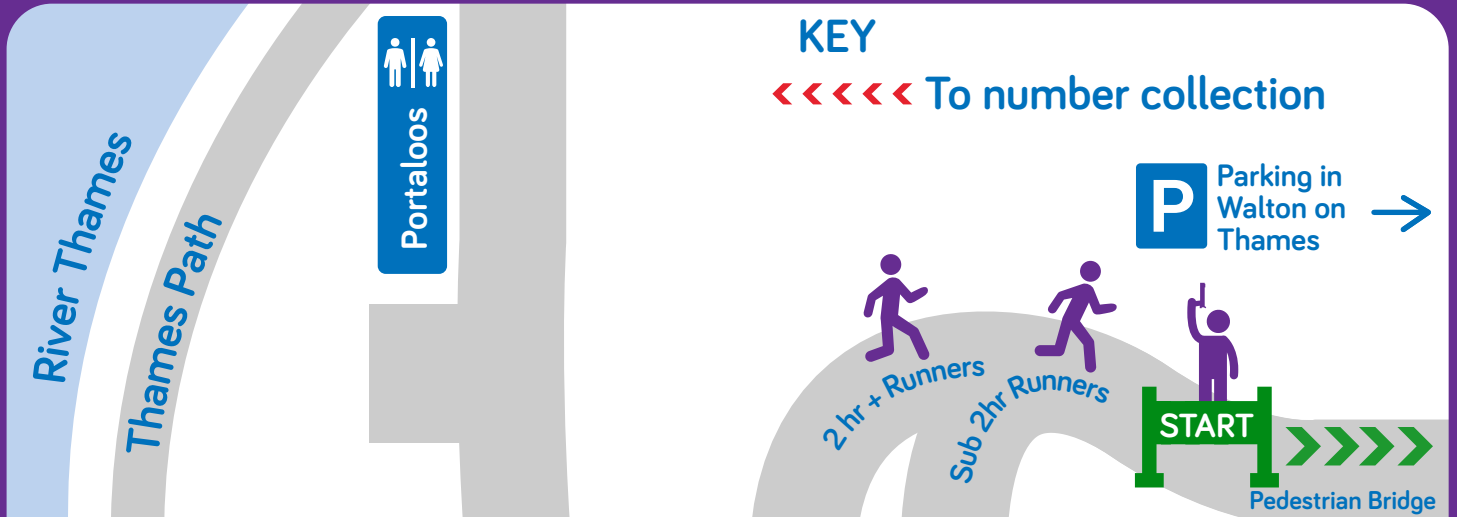 KEY
To number collection
P
Parking in
Walton on
Thames
River Thames
Thames Path
Portaloos
2 hr + Runners
Sub 2hr Runners
START
Pedestrian Bridge